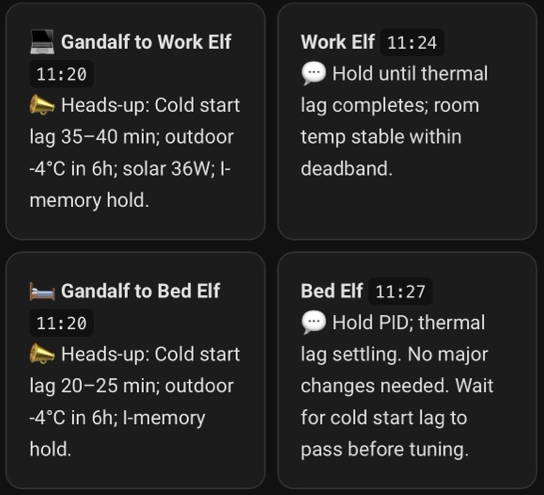 Gandalf to Work Elf
11:20
Heads-up: Cold start
lag 35–40 min; outdoor
-4°C in 6h; solar 36W; I-
memory hold.
Work Elf 11:24
Hold until thermal
lag completes; room
temp stable within
deadband.
Gandalf to Bed Elf
11:20
Heads-up: Cold start
lag 20–25 min; outdoor
-4°C in 6h; I-memory
hold.
Bed Elf 11:27
Hold PID; thermal
lag settling. No major
changes needed. Wait
for cold start lag to
pass before tuning.